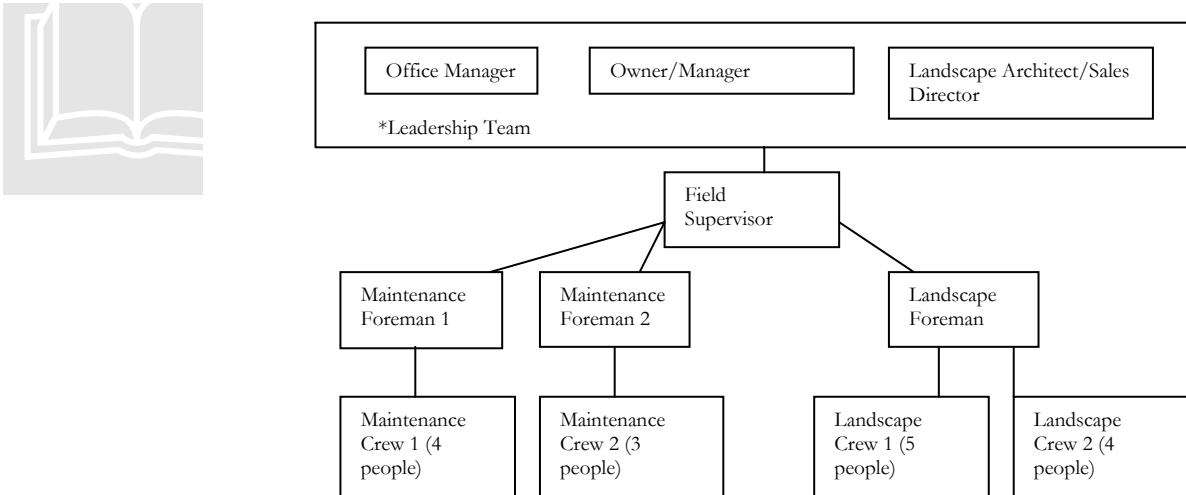 Office Manager
Owner/Manager
Landscape Architect/Sales
Director
*Leadership Team
Field
Supervisor
Maintenance
Foreman 1
Maintenance
Foreman 2
Landscape
Foreman
Maintenance
Crew 1 (4
people)
Maintenance
Crew 2 (3
people)
Landscape
Crew 1 (5
people)
Landscape
Crew 2 (4
people)